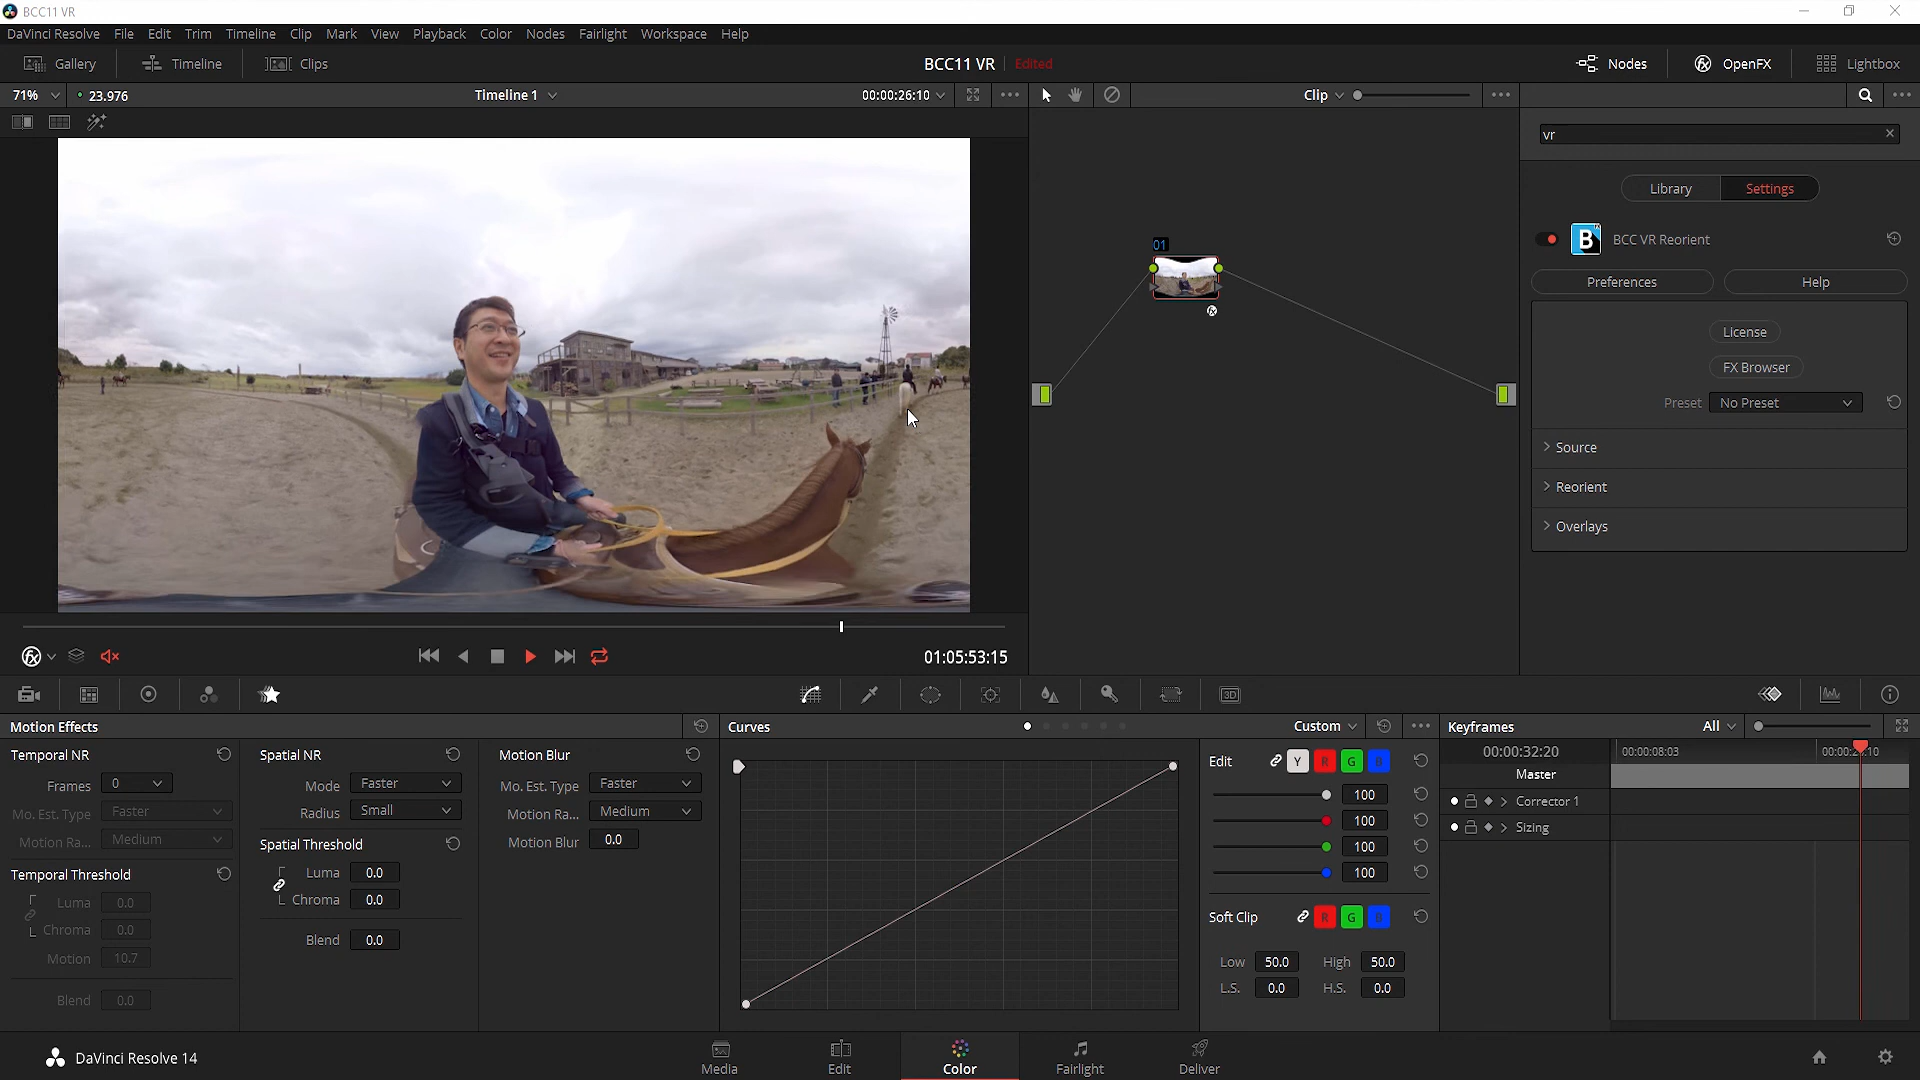 BCC11 VR
DaVinci Resolve File Edit Trim Timeline Clip Mark View Playback Color Nodes Fairlight Workspace Help
Gallery Timeline Clips BCC11 VR Edited Nodes OpenFX Lightbox
71% 23.976 Timeline 1 00:00:26:10 Clip
vr
Library Settings
01
B BCC VR Reorient
Preferences Help
License
FX Browser
Preset No Preset
Source
Reorient
Overlays
01:05:53:15
3D
Motion Effects Curves Custom Keyframes All
Temporal NR Spatial NR Motion Blur Edit Y R G B 00:00:32:20 00:00:08:03
Master
Frames 0 Mode Faster Mo. Est. Type Faster 100 Corrector 1
Mo. Est. Type Faster Radius Small Motion Ra... Medium 100 Sizing
Motion Ra... Medium Spatial Threshold Motion Blur 0.0 100
Temporal Threshold Luma 0.0 100
Luma 0.0 Chroma 0.0 Soft Clip R G B
Chroma 0.0 Blend 0.0
Motion 10.7 Low 50.0 High 50.0
Blend 0.0 L.S. 0.0 H.S. 0.0
DaVinci Resolve 14 Media Edit Color Fairlight Deliver